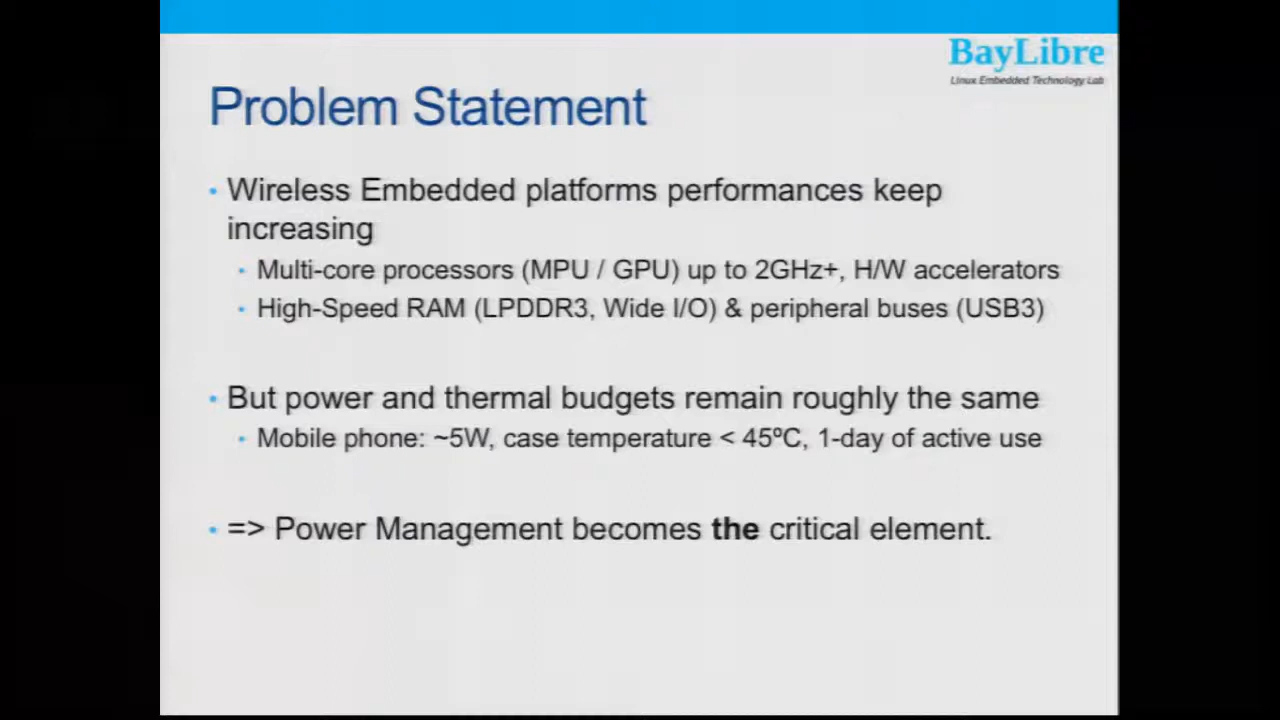 BayLibre
Linux Embedded Technology Lab
Problem Statement
• Wireless Embedded platforms performances keep
increasing
• Multi-core processors (MPU / GPU) up to 2GHz+, H/W accelerators
• High-Speed RAM (LPDDR3, Wide I/O) & peripheral buses (USB3)
• But power and thermal budgets remain roughly the same
• Mobile phone: ~5W, case temperature < 45ºC, 1-day of active use
• => Power Management becomes the critical element.